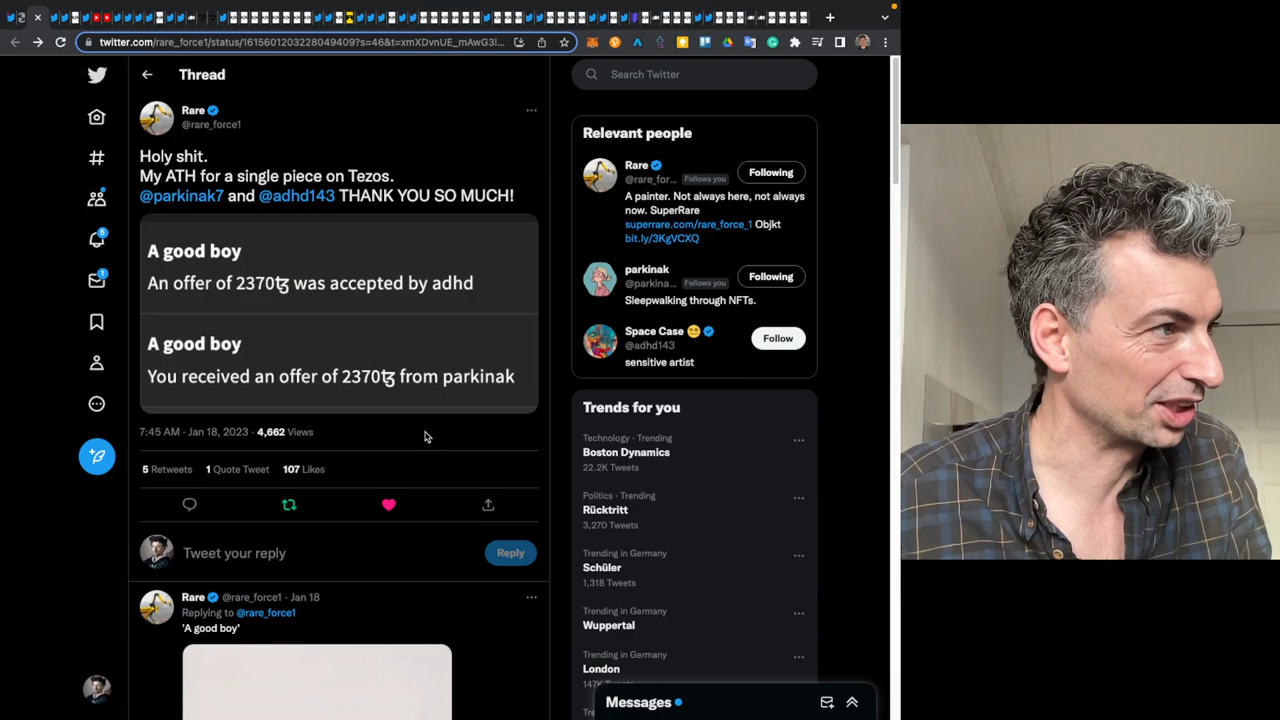 twitter.com/rare_force1/status/1615601203228049409?s=46&t=xmXDvnUE_mAwG3l...
Thread
Rare
@rare_force1
Holy shit.
My ATH for a single piece on Tezos.
@parkinak7 and @adhd143 THANK YOU SO MUCH!
A good boy
An offer of 2370ꜩ was accepted by adhd
A good boy
You received an offer of 2370ꜩ from parkinak
7:45 AM · Jan 18, 2023 · 4,662 Views
5 Retweets 1 Quote Tweet 107 Likes
Tweet your reply
Reply
Rare @rare_force1 · Jan 18
Replying to @rare_force1
'A good boy'
5
1
Search Twitter
Relevant people
Rare
@rare_for... Follows you
Following
A painter. Not always here, not always
now. SuperRare
superrare.com/rare_force_1 Objkt
bit.ly/3KgVCXQ
parkinak
@parkina... Follows you
Following
Sleepwalking through NFTs.
Space Case
@adhd143
Follow
sensitive artist
Trends for you
Technology · Trending
Boston Dynamics
22.2K Tweets
Politics · Trending
Rücktritt
3,270 Tweets
Trending in Germany
Schüler
1,318 Tweets
Trending in Germany
Wuppertal
Trending in Germany
London
147K
Messages